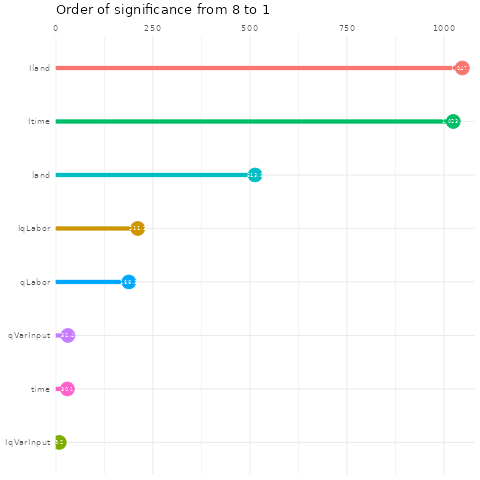 Order of significance from 8 to 1
0 250 500 750 1000
lland
ltime
land
lqLabor
qLabor
qVarInput
time
lqVarInput